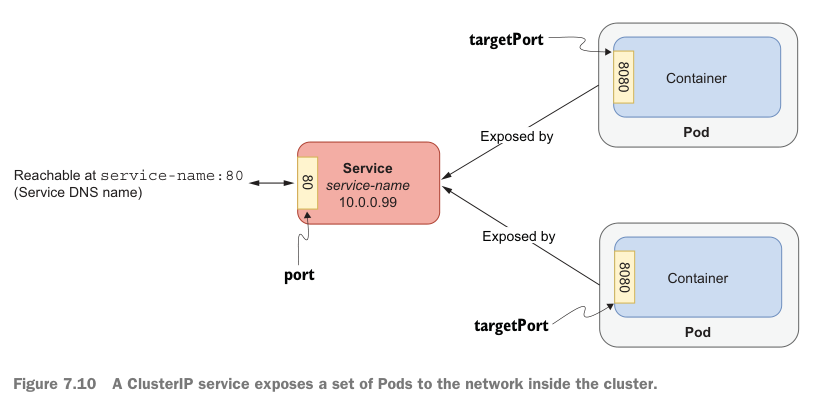 targetPort
8080
Container
Pod
Exposed by
Reachable at service-name:80
(Service DNS name)
80
Service
service-name
10.0.0.99
port
Exposed by
8080
Container
targetPort
Pod
Figure 7.10 A ClusterIP service exposes a set of Pods to the network inside the cluster.